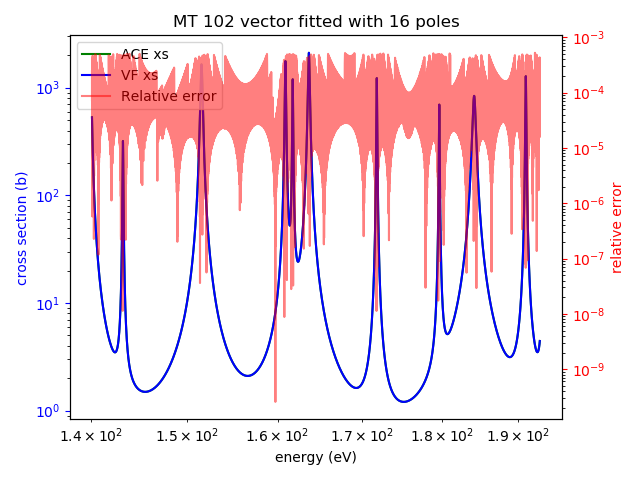 MT 102 vector fitted with 16 poles
ACE xs
VF xs
Relative error
cross section (b)
10³
10²
10¹
10⁰
relative error
10⁻³
10⁻⁴
10⁻⁵
10⁻⁶
10⁻⁷
10⁻⁸
10⁻⁹
1.4 × 10² 1.5 × 10² 1.6 × 10² 1.7 × 10² 1.8 × 10² 1.9 × 10²
energy (eV)